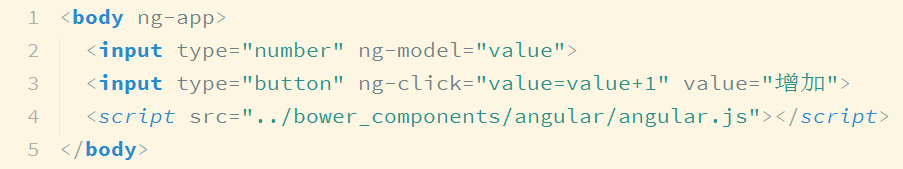 1 <body ng-app>
2   <input type="number" ng-model="value">
3   <input type="button" ng-click="value=value+1" value="增加">
4   <script src="../bower_components/angular/angular.js"></script>
5 </body>